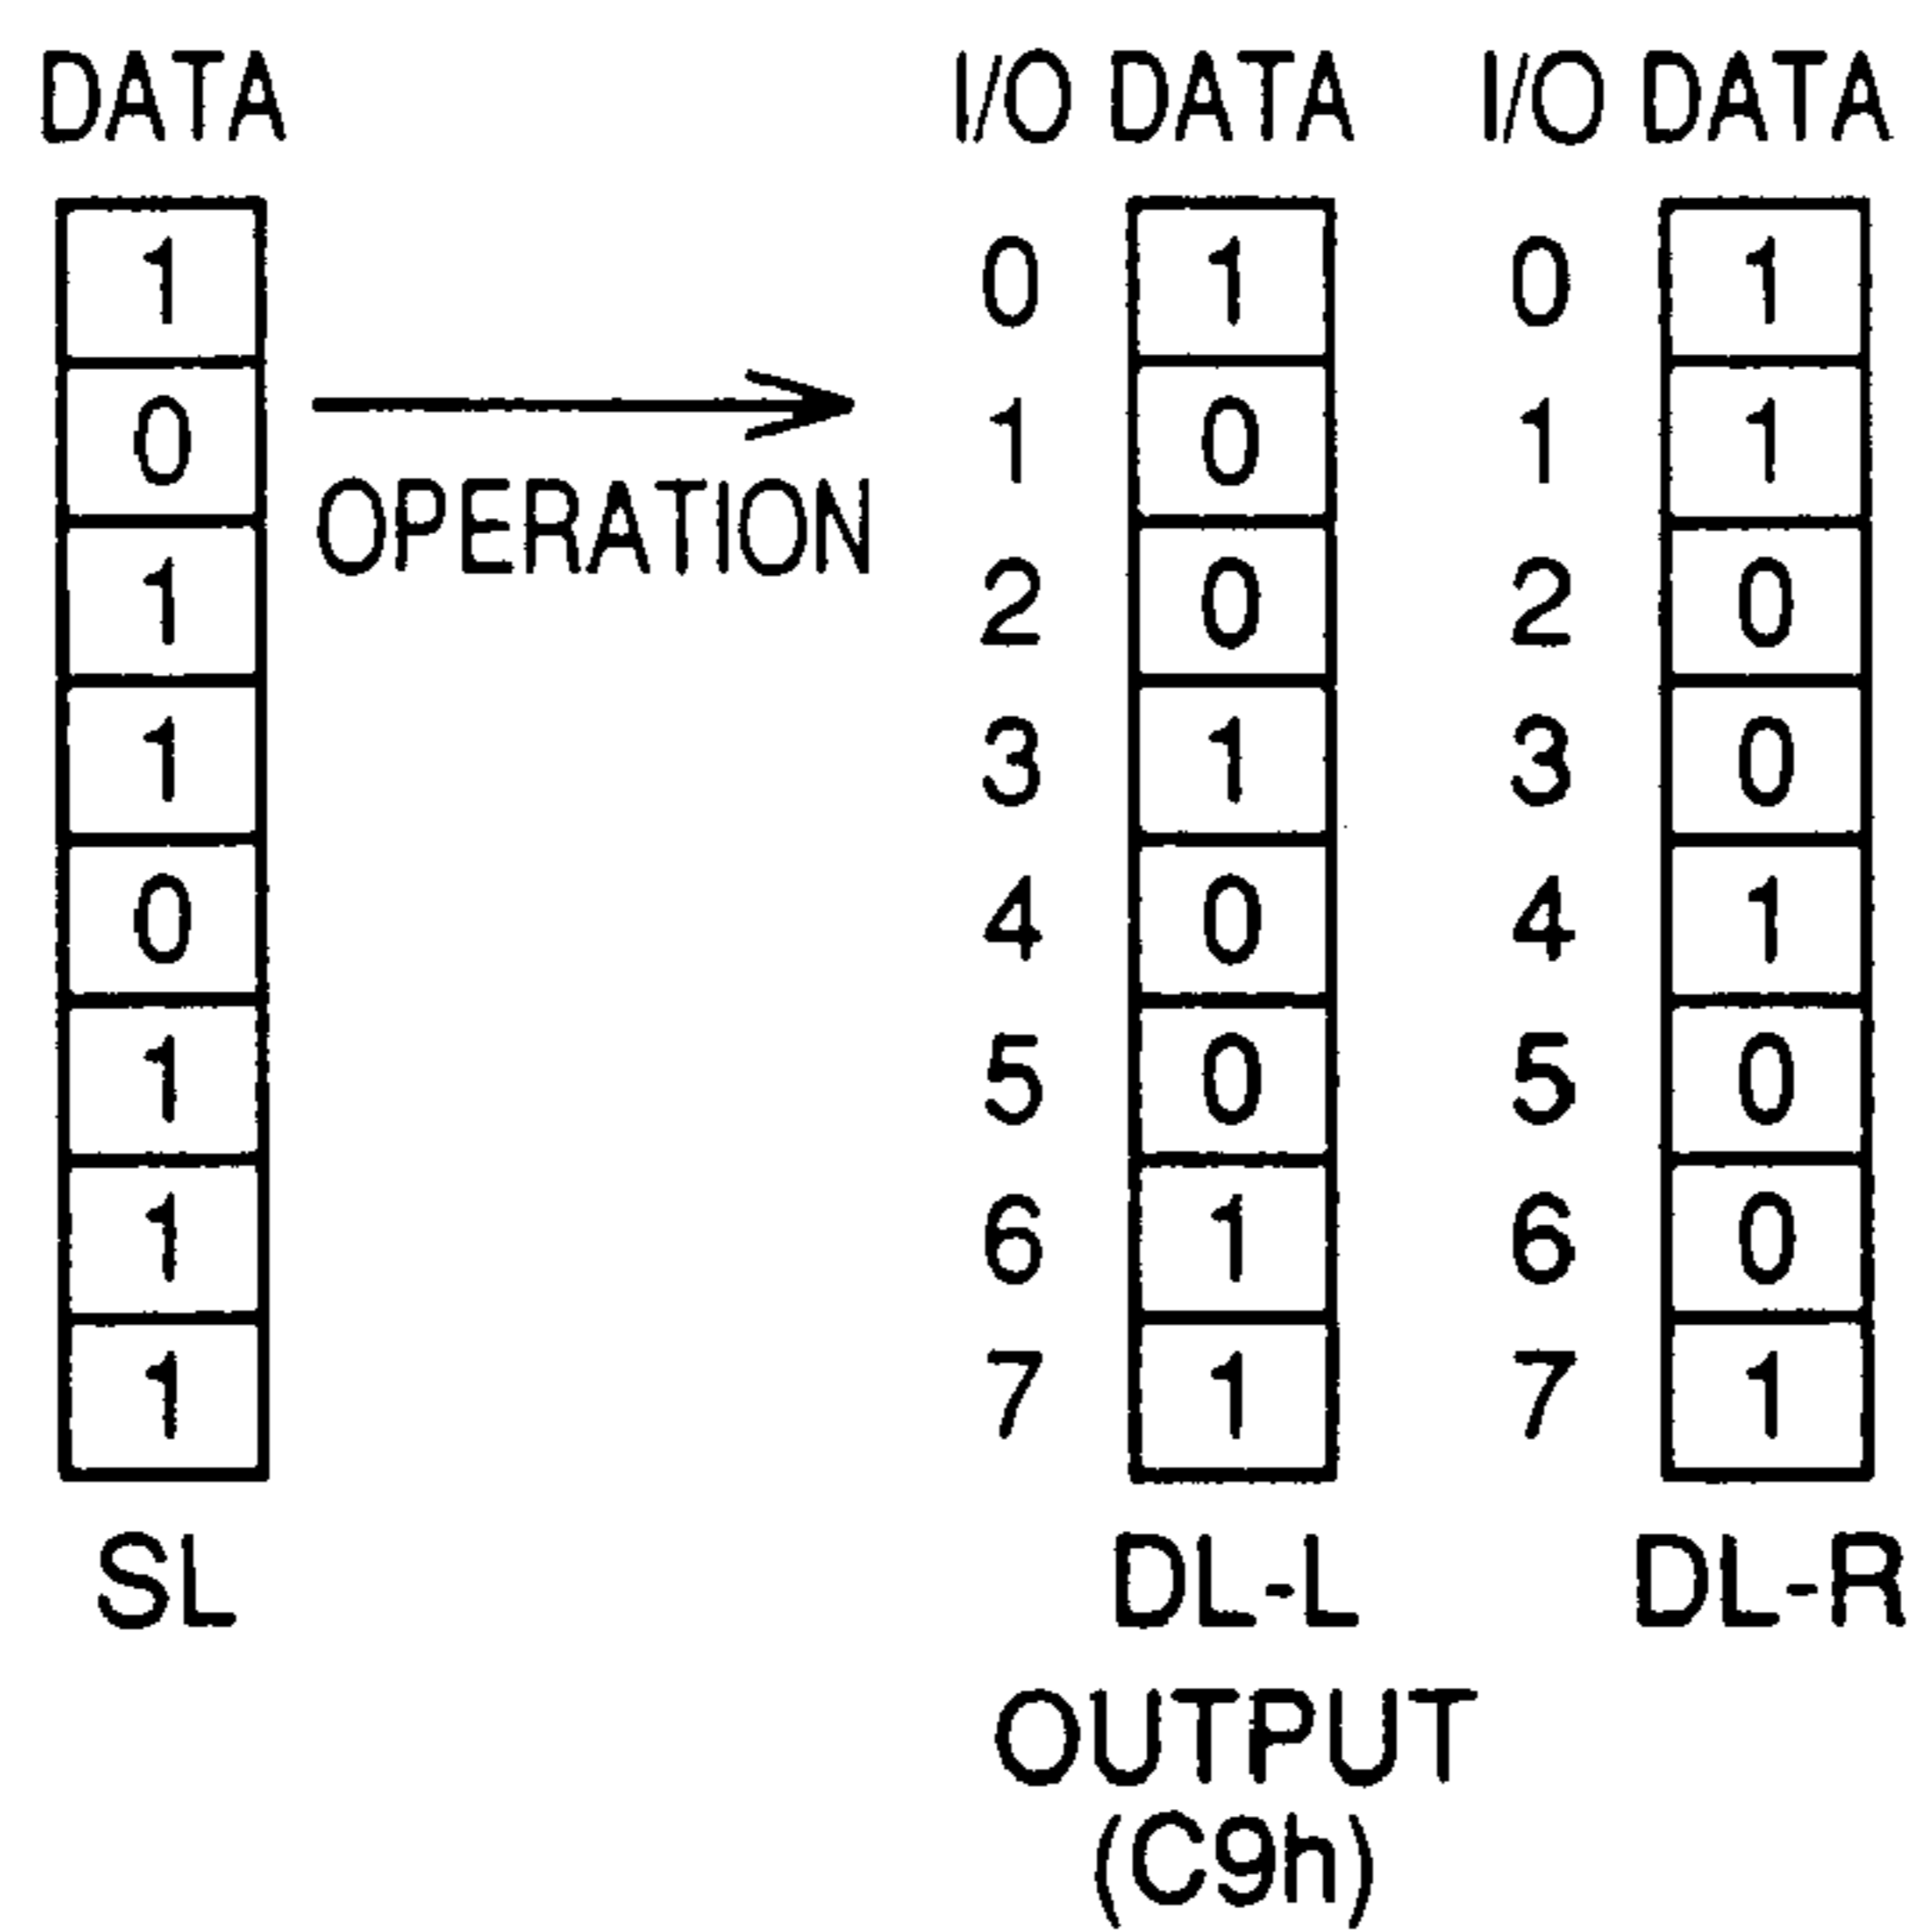 DATA I/O DATA I/O DATA
1 0 1 0 1
0 1 0 1 1
OPERATION
1 2 0 2 0
1 3 1 3 0
0 4 0 4 1
1 5 0 5 0
1 6 1 6 0
1 7 1 7 1
SL DL-L DL-R
OUTPUT
(C9h)